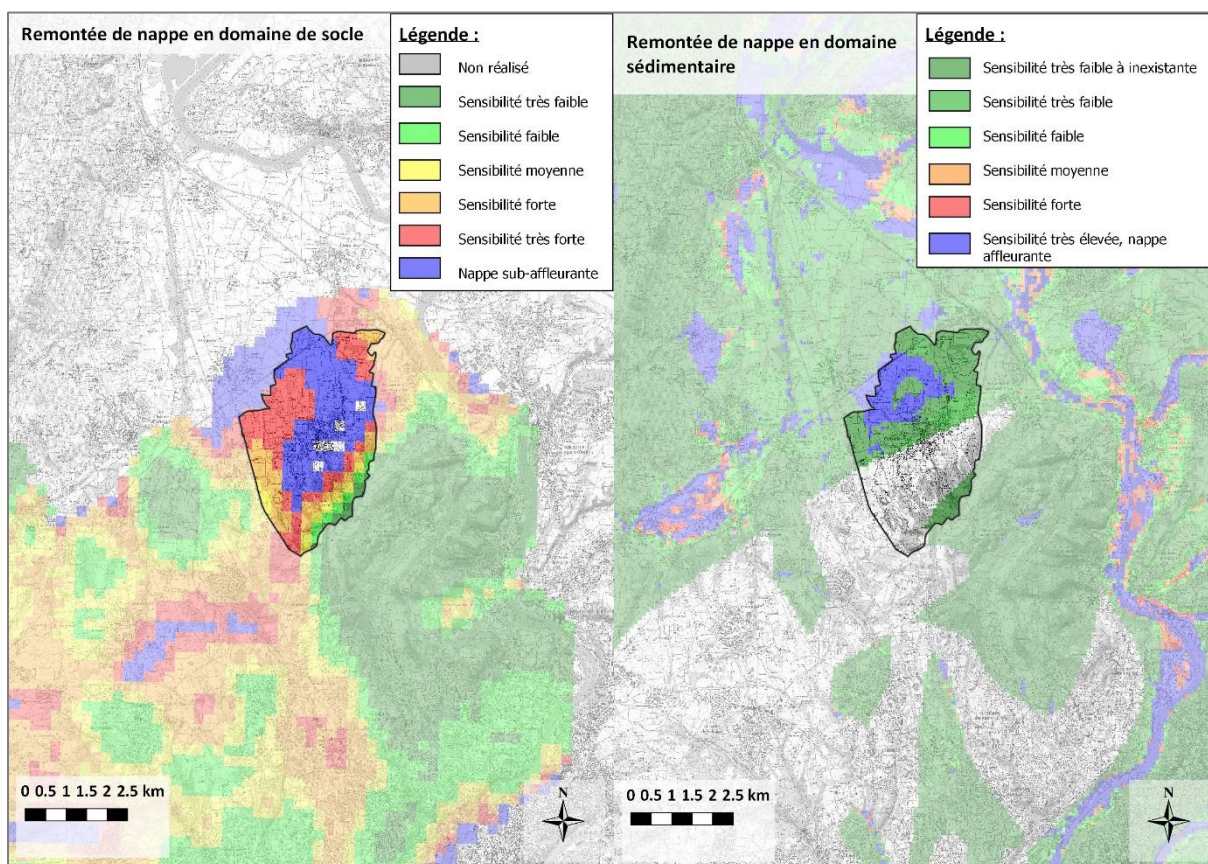 Remontée de nappe en domaine de socle
Légende :
Non réalisé
Sensibilité très faible
Sensibilité faible
Sensibilité moyenne
Sensibilité forte
Sensibilité très forte
Nappe sub-affleurante
0 0.5 1 1.5 2 2.5 km
N
Remontée de nappe en domaine
sédimentaire
Légende :
Sensibilité très faible à inexistante
Sensibilité très faible
Sensibilité faible
Sensibilité moyenne
Sensibilité forte
Sensibilité très élevée, nappe
affleurante
0 0.5 1 1.5 2 2.5 km
N